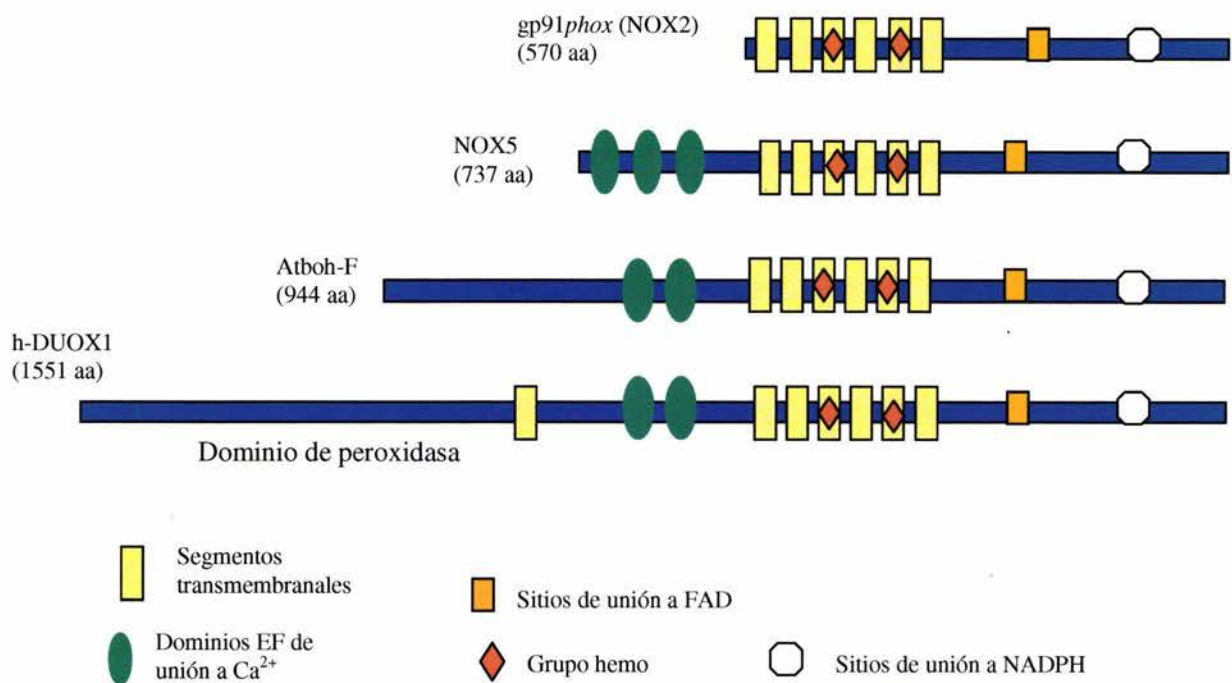 gp91phox (NOX2)
(570 aa)
NOX5
(737 aa)
Atboh-F
(944 aa)
h-DUOX1
(1551 aa)
Dominio de peroxidasa
Segmentos
transmembranales
Sitios de unión a FAD
Dominios EF de
unión a Ca²⁺
Grupo hemo
Sitios de unión a NADPH